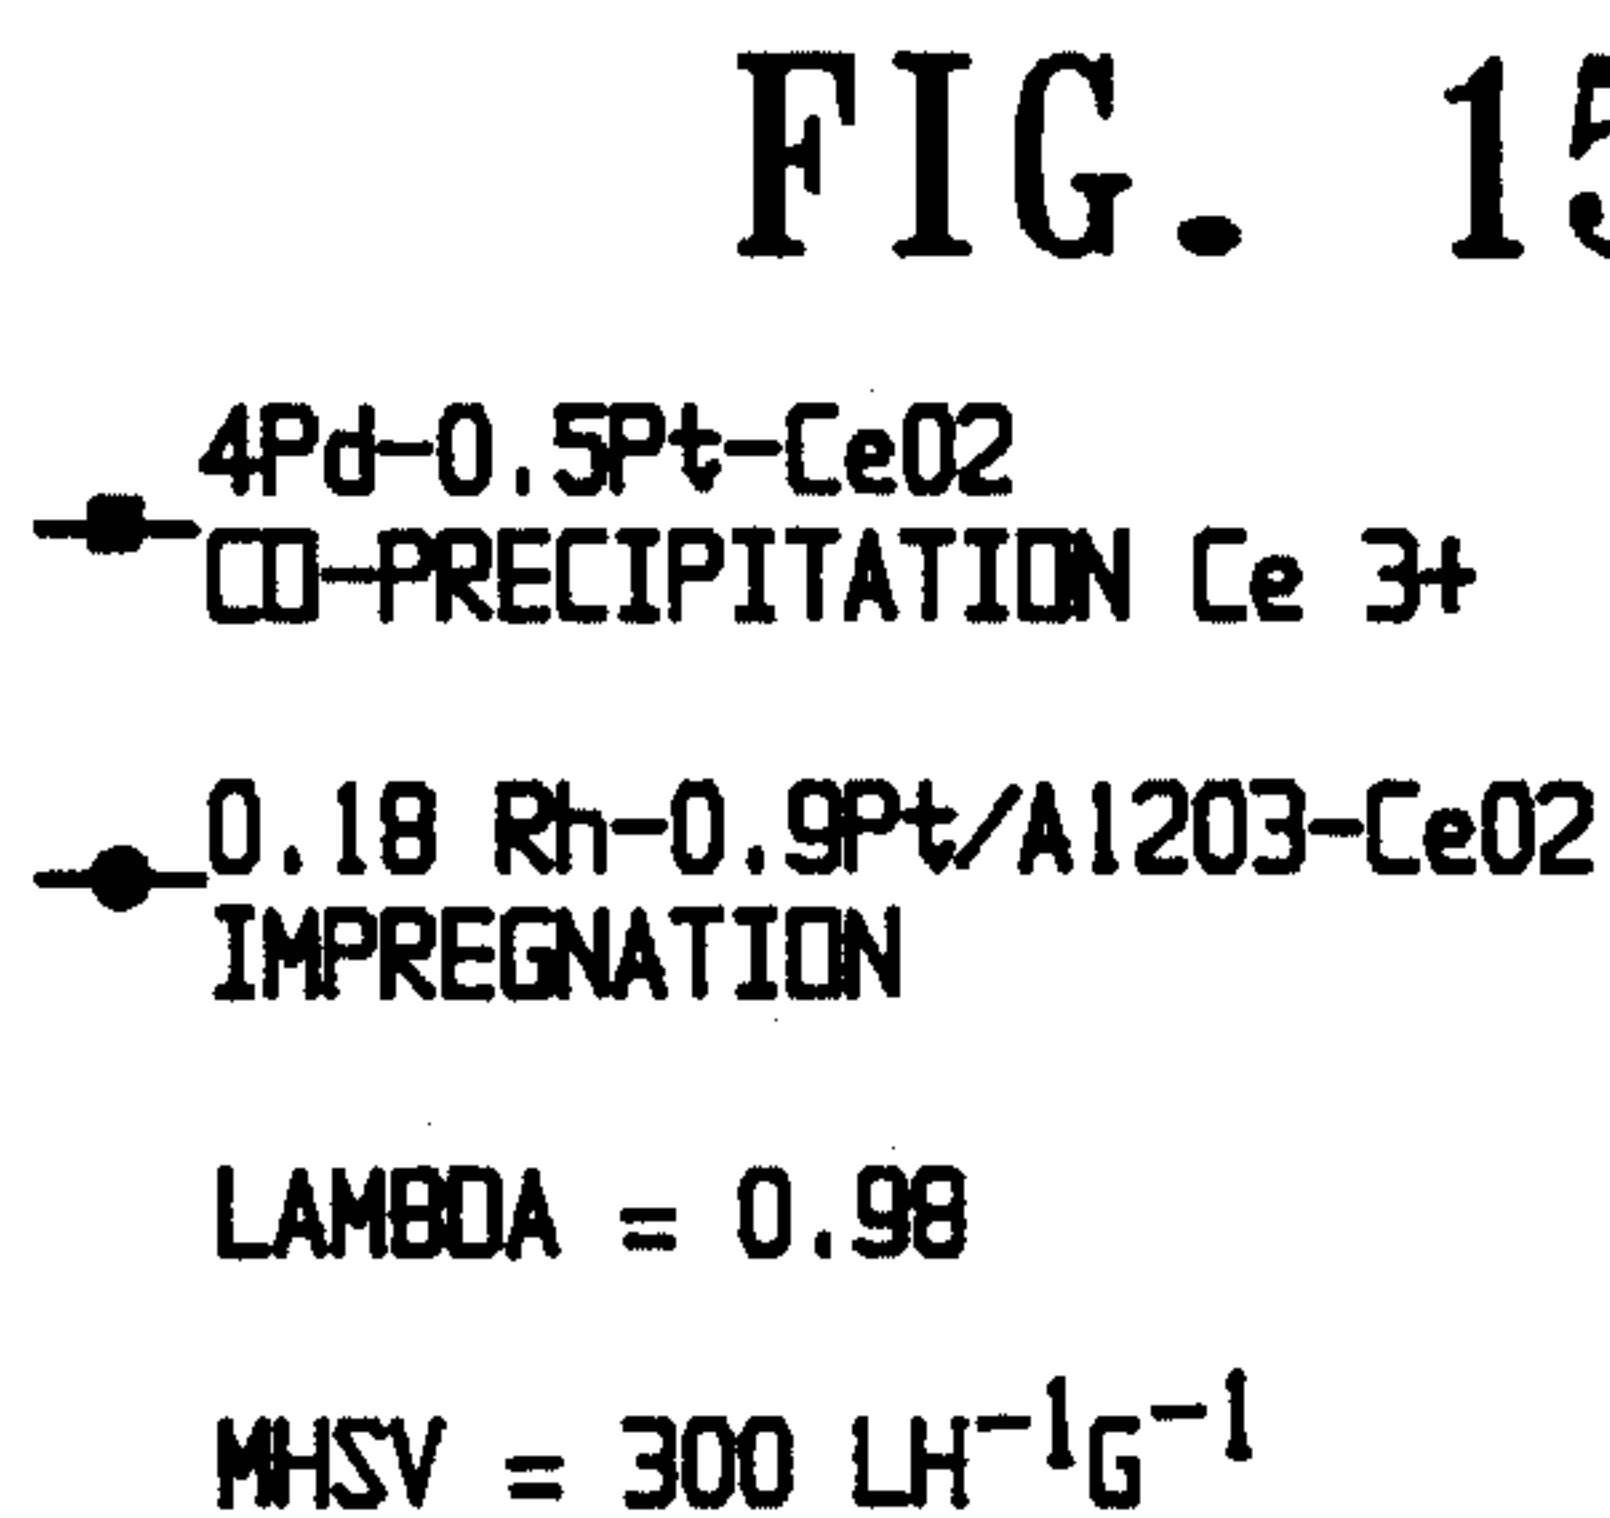 FIG. 15
4Pd-0.5Pt-CeO2
CO-PRECIPITATION Ce 3+
0.18 Rh-0.9Pt/Al2O3-CeO2
IMPREGNATION
LAMBDA = 0.98
MHSV = 300 LH⁻¹G⁻¹